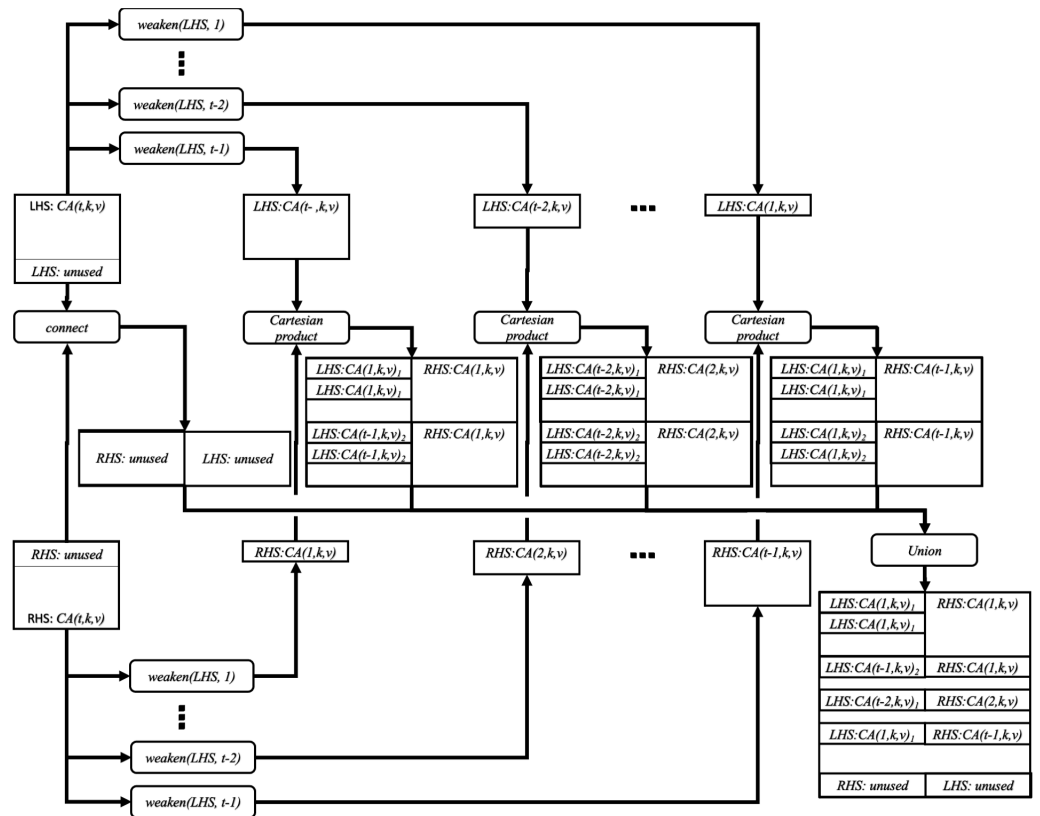 weaken(LHS, 1)
weaken(LHS, t-2)
weaken(LHS, t-1)
LHS: CA(t,k,v)
LHS: unused
LHS:CA(t- ,k,v)
LHS:CA(t-2,k,v)
LHS:CA(1,k,v)
connect
Cartesian
product
Cartesian
product
Cartesian
product
LHS:CA(1,k,v)1
RHS:CA(1,k,v)
LHS:CA(1,k,v)1
LHS:CA(t-1,k,v)2
RHS:CA(1,k,v)
LHS:CA(t-1,k,v)2
LHS:CA(t-2,k,v)1
RHS:CA(2,k,v)
LHS:CA(t-2,k,v)1
LHS:CA(t-2,k,v)2
RHS:CA(2,k,v)
LHS:CA(t-2,k,v)2
LHS:CA(1,k,v)1
RHS:CA(t-1,k,v)
LHS:CA(1,k,v)1
LHS:CA(1,k,v)2
RHS:CA(t-1,k,v)
LHS:CA(1,k,v)2
RHS: unused
LHS: unused
RHS: unused
RHS: CA(t,k,v)
RHS:CA(1,k,v)
RHS:CA(2,k,v)
RHS:CA(t-1,k,v)
Union
LHS:CA(1,k,v)1
RHS:CA(1,k,v)
LHS:CA(1,k,v)1
LHS:CA(t-1,k,v)2
RHS:CA(1,k,v)
LHS:CA(t-2,k,v)1
RHS:CA(2,k,v)
LHS:CA(1,k,v)1
RHS:CA(t-1,k,v)
RHS: unused
LHS: unused
weaken(LHS, 1)
weaken(LHS, t-2)
weaken(LHS, t-1)